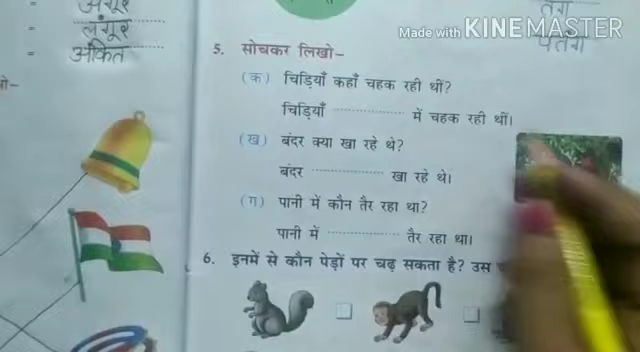 अंगूर
= लंगूर
= अंकित
तंग
पतंग
Made with KINEMASTER
5. सोचकर लिखो–
(क) चिड़ियाँ कहाँ चहक रही थीं?
चिड़ियाँ ............... में चहक रही थीं।
(ख) बंदर क्या खा रहे थे?
बंदर ............... खा रहे थे।
(ग) पानी में कौन तैर रहा था?
पानी में ............... तैर रहा था।
6. इनमें से कौन पेड़ों पर चढ़ सकता है? उस